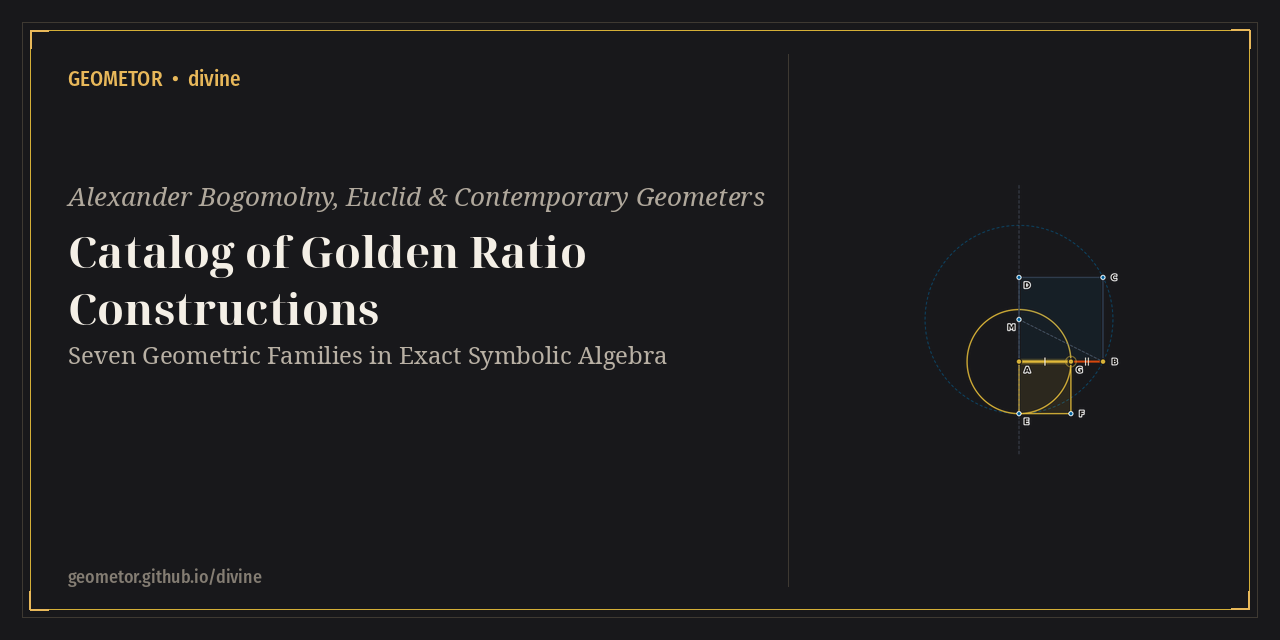 GEOMETOR • divine
Alexander Bogomolny, Euclid & Contemporary Geometers
Catalog of Golden Ratio
Constructions
Seven Geometric Families in Exact Symbolic Algebra
C
D
M
B
A
G
F
E
geometor.github.io/divine